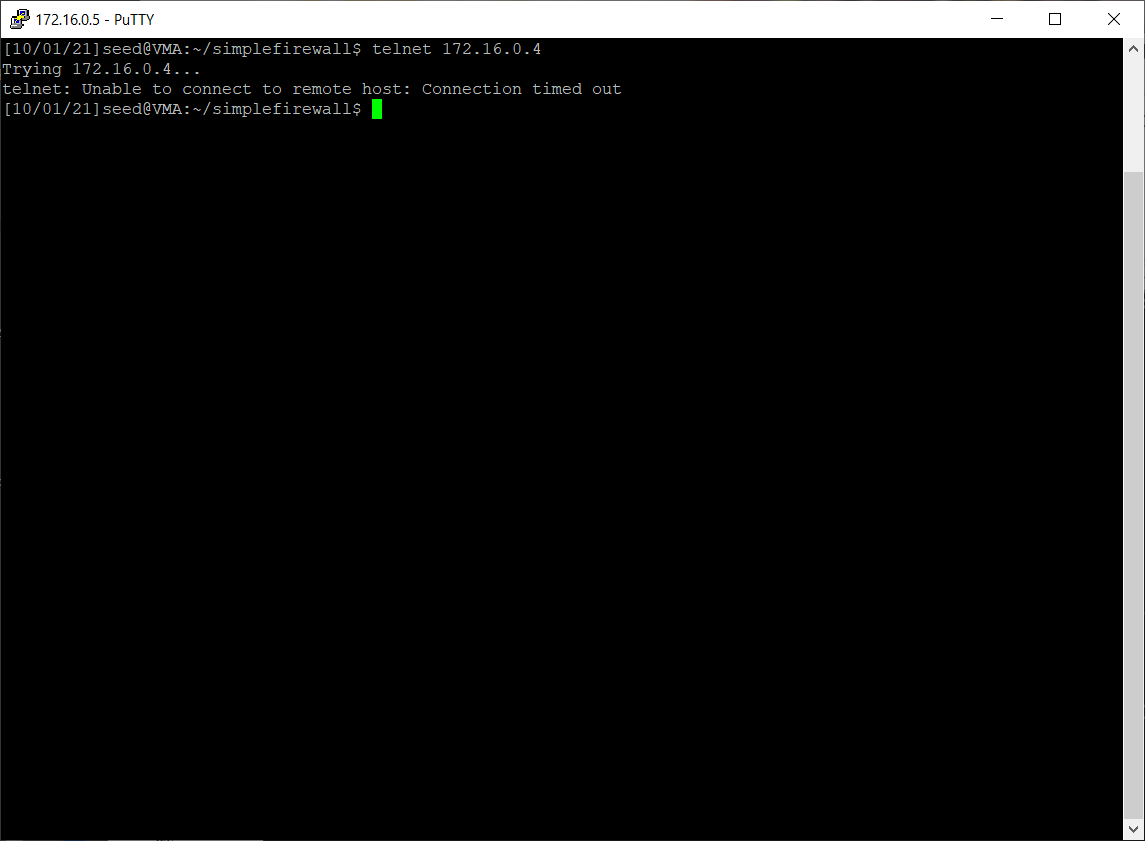 172.16.0.5 - PuTTY
[10/01/21]seed@VMA:~/simplefirewall$ telnet 172.16.0.4
Trying 172.16.0.4...
telnet: Unable to connect to remote host: Connection timed out
[10/01/21]seed@VMA:~/simplefirewall$